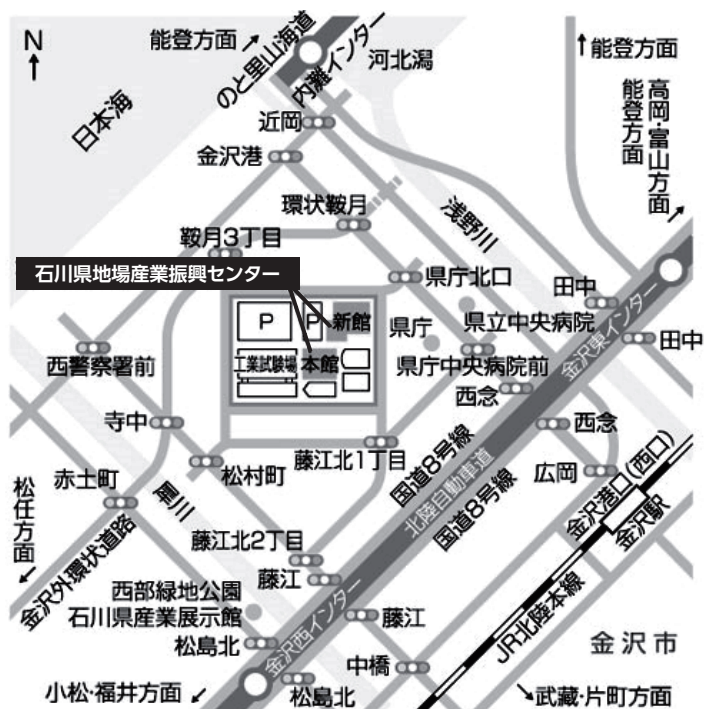 N
能登方面
のと里山海道
内灘インター
河北潟
能登方面
高岡・富山方面
能登方面
日本海
近岡
金沢港
環状鞍月
浅野川
鞍月3丁目
石川県地場産業振興センター
県庁北口
田中
P
P
新館
県庁
県立中央病院
金沢東インター
田中
西警察署前
工業試験場
本館
県庁中央病院前
西念
寺中
西念
藤江北1丁目
国道8号線
北陸自動車道
国道8号線
広岡
金沢港口(西口)
金沢駅
赤土町
松村町
犀川
松任方面
金沢外環状道路
藤江北2丁目
藤江
西部緑地公園
石川県産業展示館
藤江
JR北陸本線
金沢市
松島北
金沢西インター
中橋
小松・福井方面
松島北
武蔵・片町方面